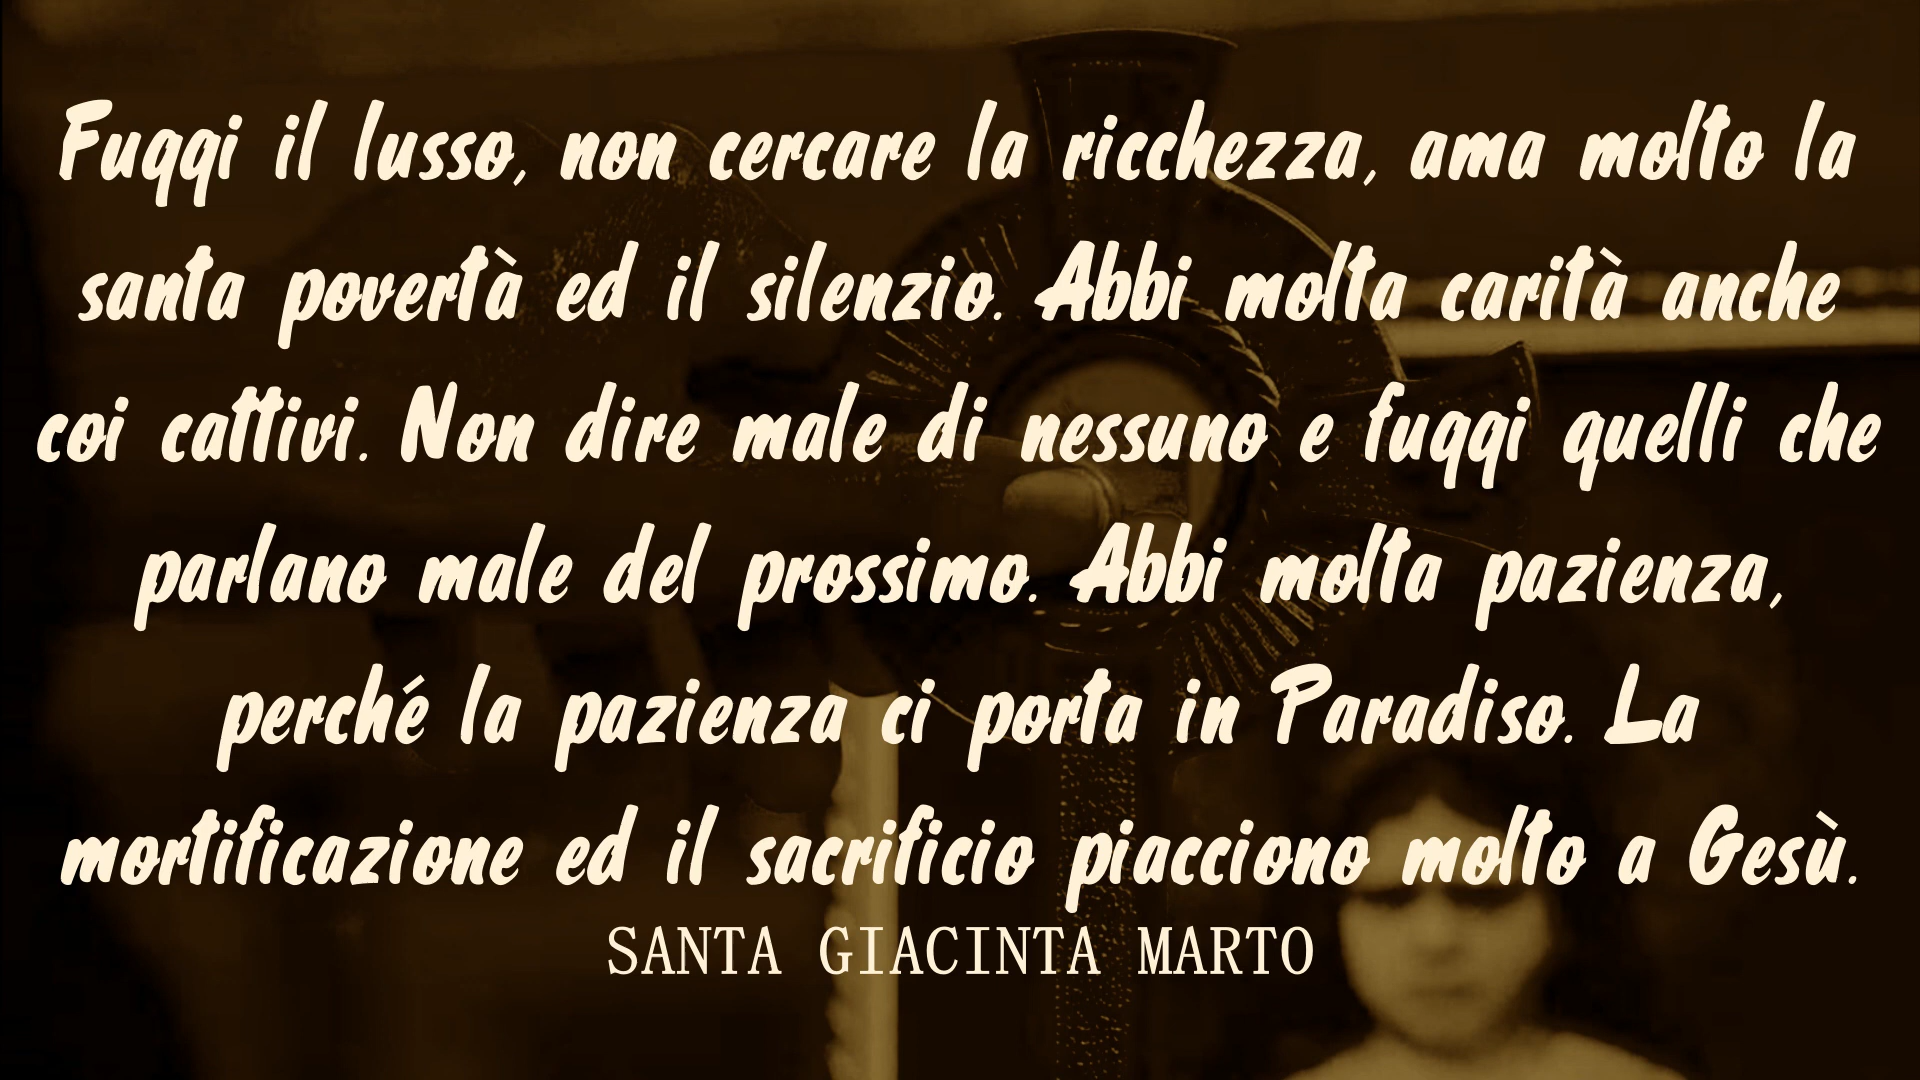 Fuggi il lusso, non cercare la ricchezza, ama molto la
santa povertà ed il silenzio. Abbi molta carità anche
coi cattivi. Non dire male di nessuno e fuggi quelli che
parlano male del prossimo. Abbi molta pazienza,
perché la pazienza ci porta in Paradiso. La
mortificazione ed il sacrificio piacciono molto a Gesù.
SANTA GIACINTA MARTO